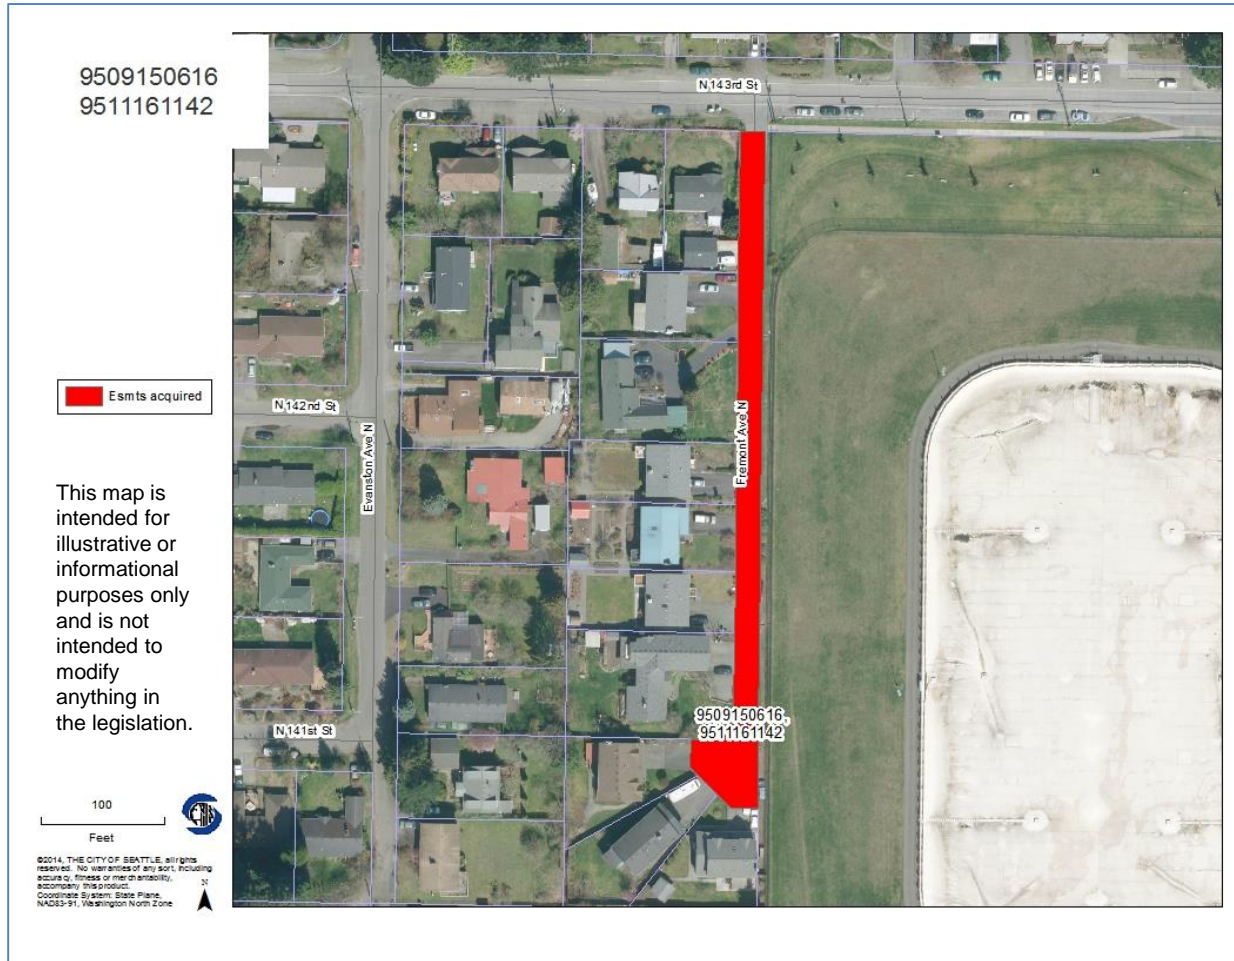 9509150616
9511161142
N 143rd St
Esmts acquired
N 142nd St
Evanston Ave N
Fremont Ave N
This map is
intended for
illustrative or
informational
purposes only
and is not
intended to
modify
anything in
the legislation.
9509150616,
9511161142
N 141st St
100
Feet
©2014, THE CITY OF SEATTLE, all rights
reserved. No warranties of any sort, including
accuracy, fitness or merchantability,
accompany this product.
Coordinate System: State Plane,
NAD83-91, Washington North Zone
N